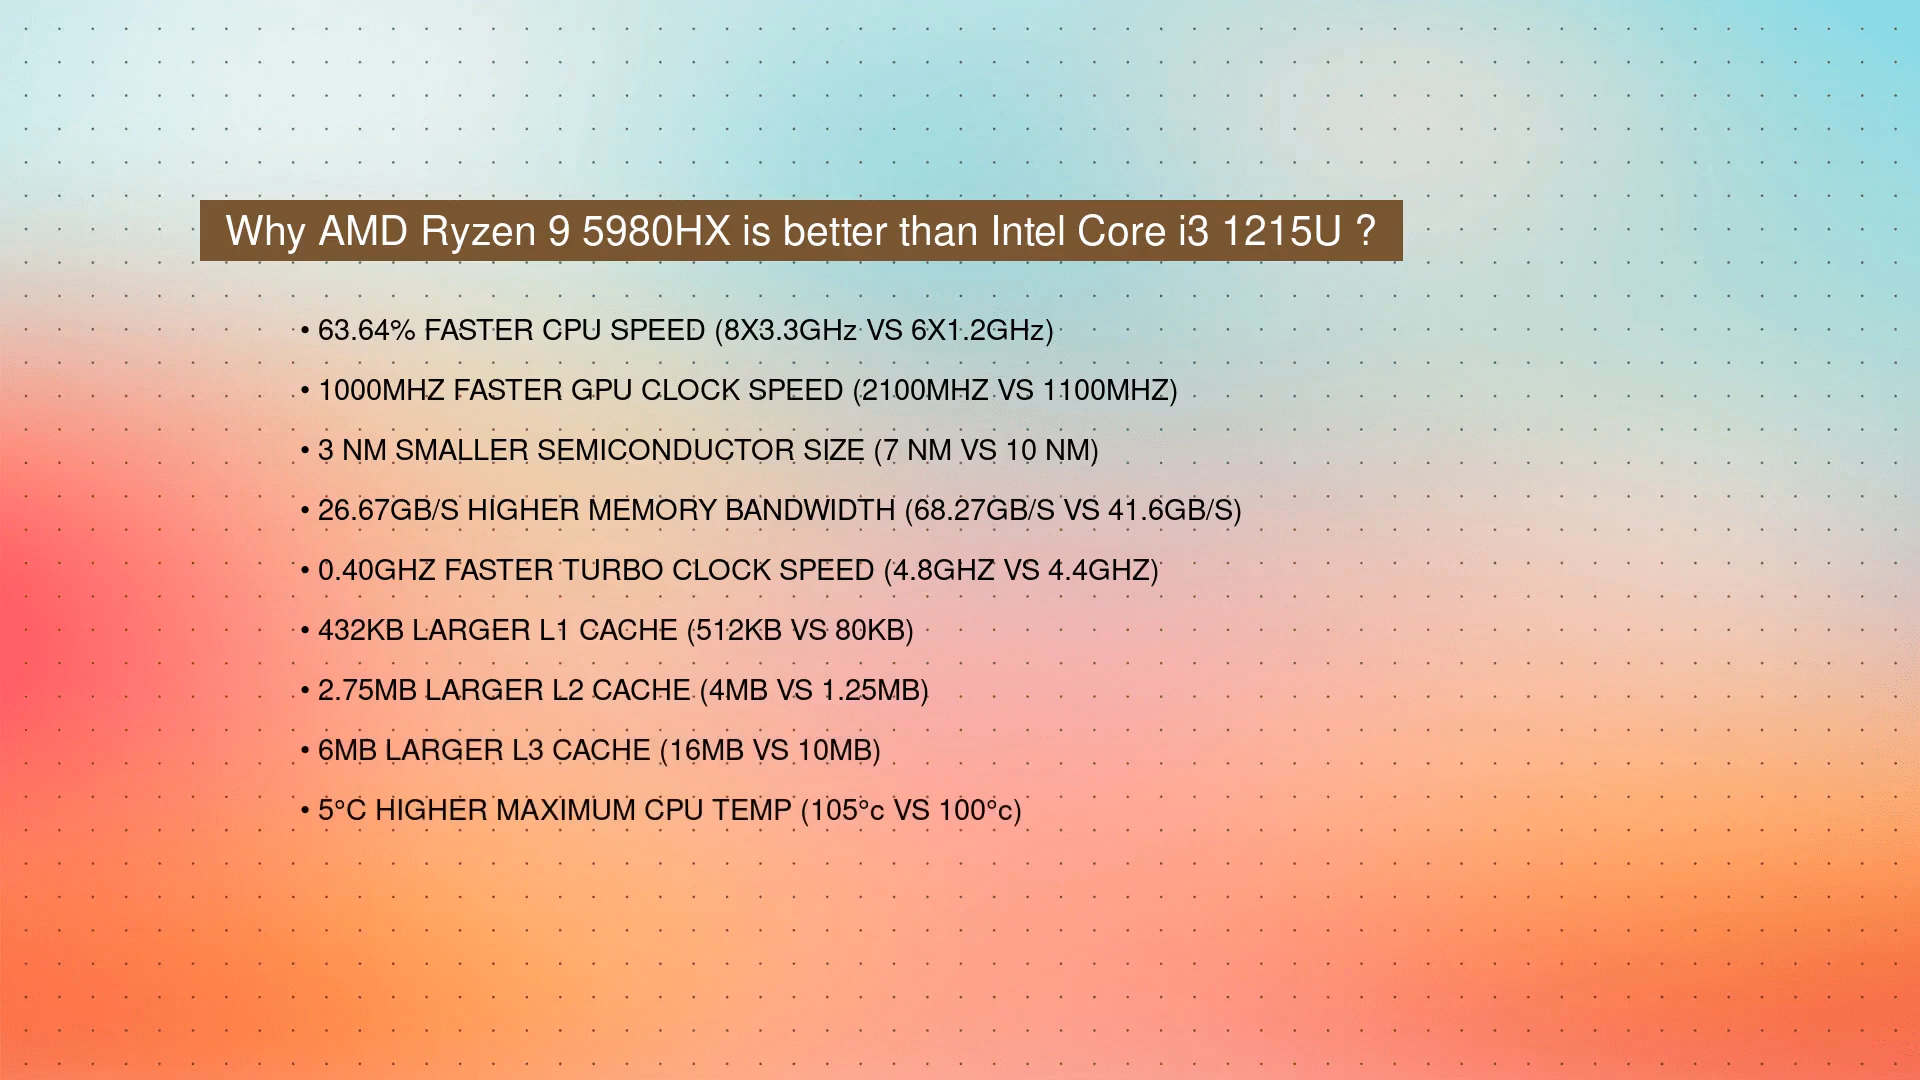 Why AMD Ryzen 9 5980HX is better than Intel Core i3 1215U ?
• 63.64% FASTER CPU SPEED (8X3.3GHz VS 6X1.2GHz)
• 1000MHZ FASTER GPU CLOCK SPEED (2100MHZ VS 1100MHZ)
• 3 NM SMALLER SEMICONDUCTOR SIZE (7 NM VS 10 NM)
• 26.67GB/S HIGHER MEMORY BANDWIDTH (68.27GB/S VS 41.6GB/S)
• 0.40GHZ FASTER TURBO CLOCK SPEED (4.8GHZ VS 4.4GHZ)
• 432KB LARGER L1 CACHE (512KB VS 80KB)
• 2.75MB LARGER L2 CACHE (4MB VS 1.25MB)
• 6MB LARGER L3 CACHE (16MB VS 10MB)
• 5°C HIGHER MAXIMUM CPU TEMP (105°c VS 100°c)